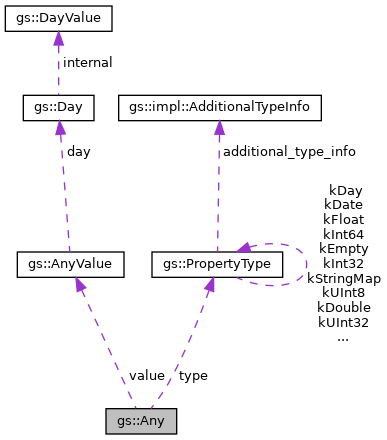 gs::DayValue
internal
gs::Day
gs::impl::AdditionalTypeInfo
day
additional_type_info
kDay
kDate
kFloat
kInt64
kEmpty
kInt32
kStringMap
kUInt8
kDouble
kUInt32
...
gs::AnyValue
gs::PropertyType
value
type
gs::Any